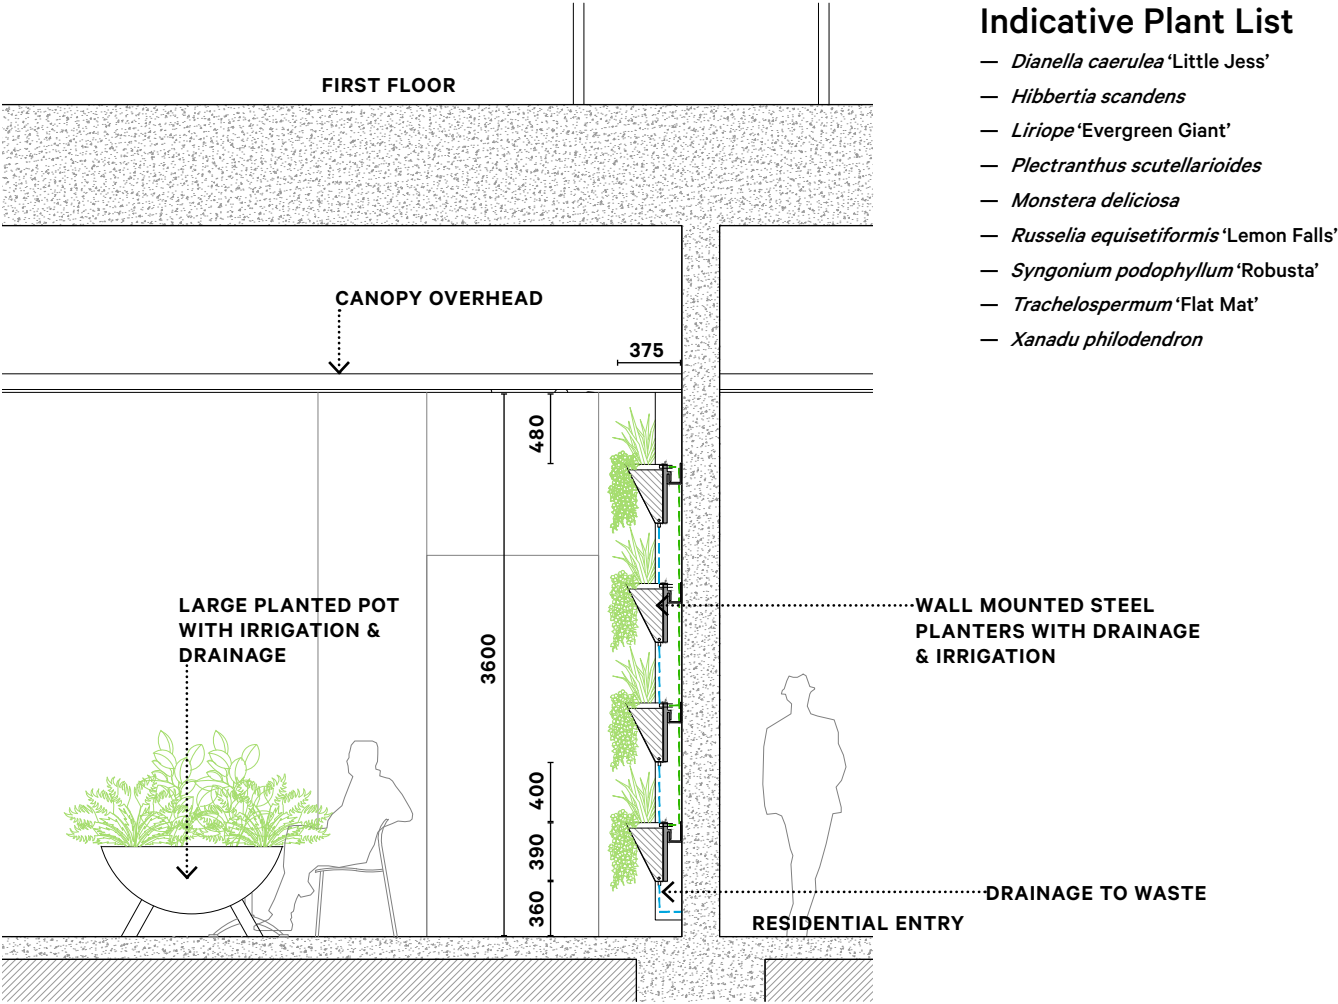 Indicative Plant List
— Dianella caerulea ‘Little Jess’
— Hibbertia scandens
— Liriope ‘Evergreen Giant’
— Plectranthus scutellarioides
— Monstera deliciosa
— Russelia equisetiformis ‘Lemon Falls’
— Syngonium podophyllum ‘Robusta’
— Trachelospermum ‘Flat Mat’
— Xanadu philodendron
FIRST FLOOR
CANOPY OVERHEAD
375
480
LARGE PLANTED POT
WITH IRRIGATION &
DRAINAGE
3600
WALL MOUNTED STEEL
PLANTERS WITH DRAINAGE
& IRRIGATION
400
390
360
DRAINAGE TO WASTE
RESIDENTIAL ENTRY